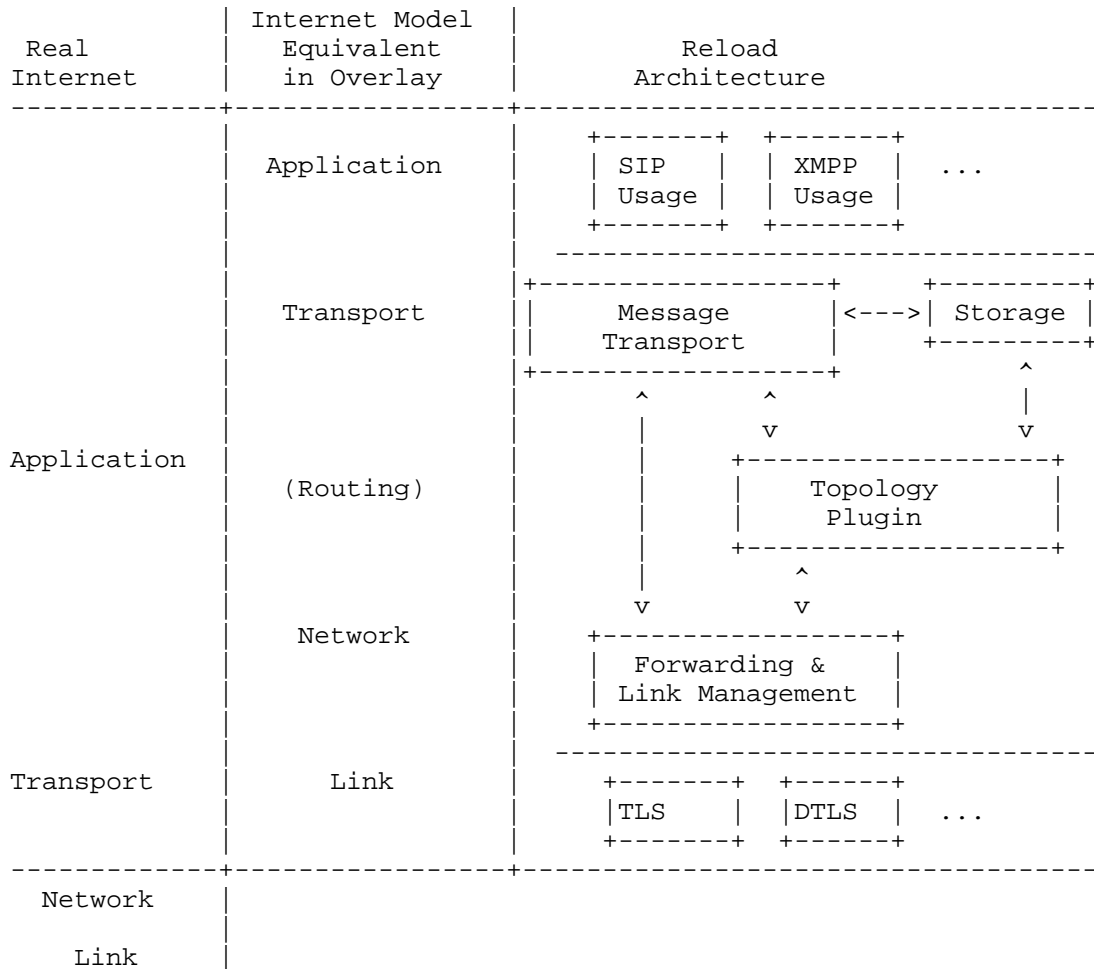 | Internet Model |
 Real        |   Equivalent   |          Reload
Internet     |   in Overlay   |       Architecture
-------------+-----------------+------------------------------------
             |                 |    +-------+  +-------+
             |  Application    |    | SIP   |  | XMPP  |  ...
             |                 |    | Usage |  | Usage |
             |                 |    +-------+  +-------+
             |                 |  ----------------------------------
             |                 |+------------------+     +---------+
             |   Transport     ||     Message      |<--->| Storage |
             |                 ||    Transport     |     +---------+
             |                 |+------------------+           ^
             |                 |       ^       ^               |
             |                 |       |       v               v
Application  |                 |       |     +-------------------+
             |   (Routing)     |       |     |    Topology       |
             |                 |       |     |     Plugin        |
             |                 |       |     +-------------------+
             |                 |       |         ^
             |                 |       v         v
             |    Network      |    +------------------+
             |                 |    |  Forwarding &    |
             |                 |    | Link Management  |
             |                 |    +------------------+
             |                 |  ----------------------------------
Transport    |      Link       |     +-------+  +------+
             |                 |     |TLS    |  |DTLS  |  ...
             |                 |     +-------+  +------+
-------------+-----------------+------------------------------------
  Network    |
             |
    Link     |